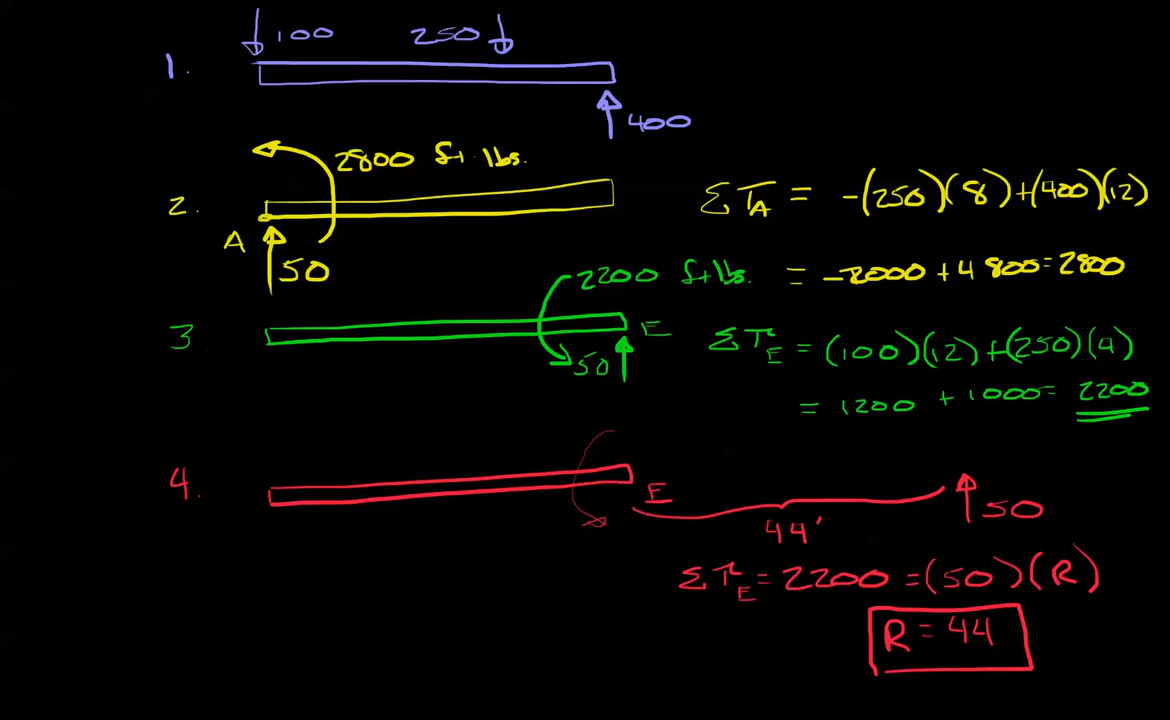 1.
↓100 250↓
↑400
2.
2800 ft. lbs.
A
↑50
ΣT_A = -(250)(8)+(400)(12)
= -2000 + 4800 = 2800
3
2200 ft lbs.
E
50↑
ΣT_E = (100)(12)+(250)(4)
= 1200 + 1000 = 2200
4.
E
44'
↑50
ΣT_E = 2200 = (50)(R)
R = 44